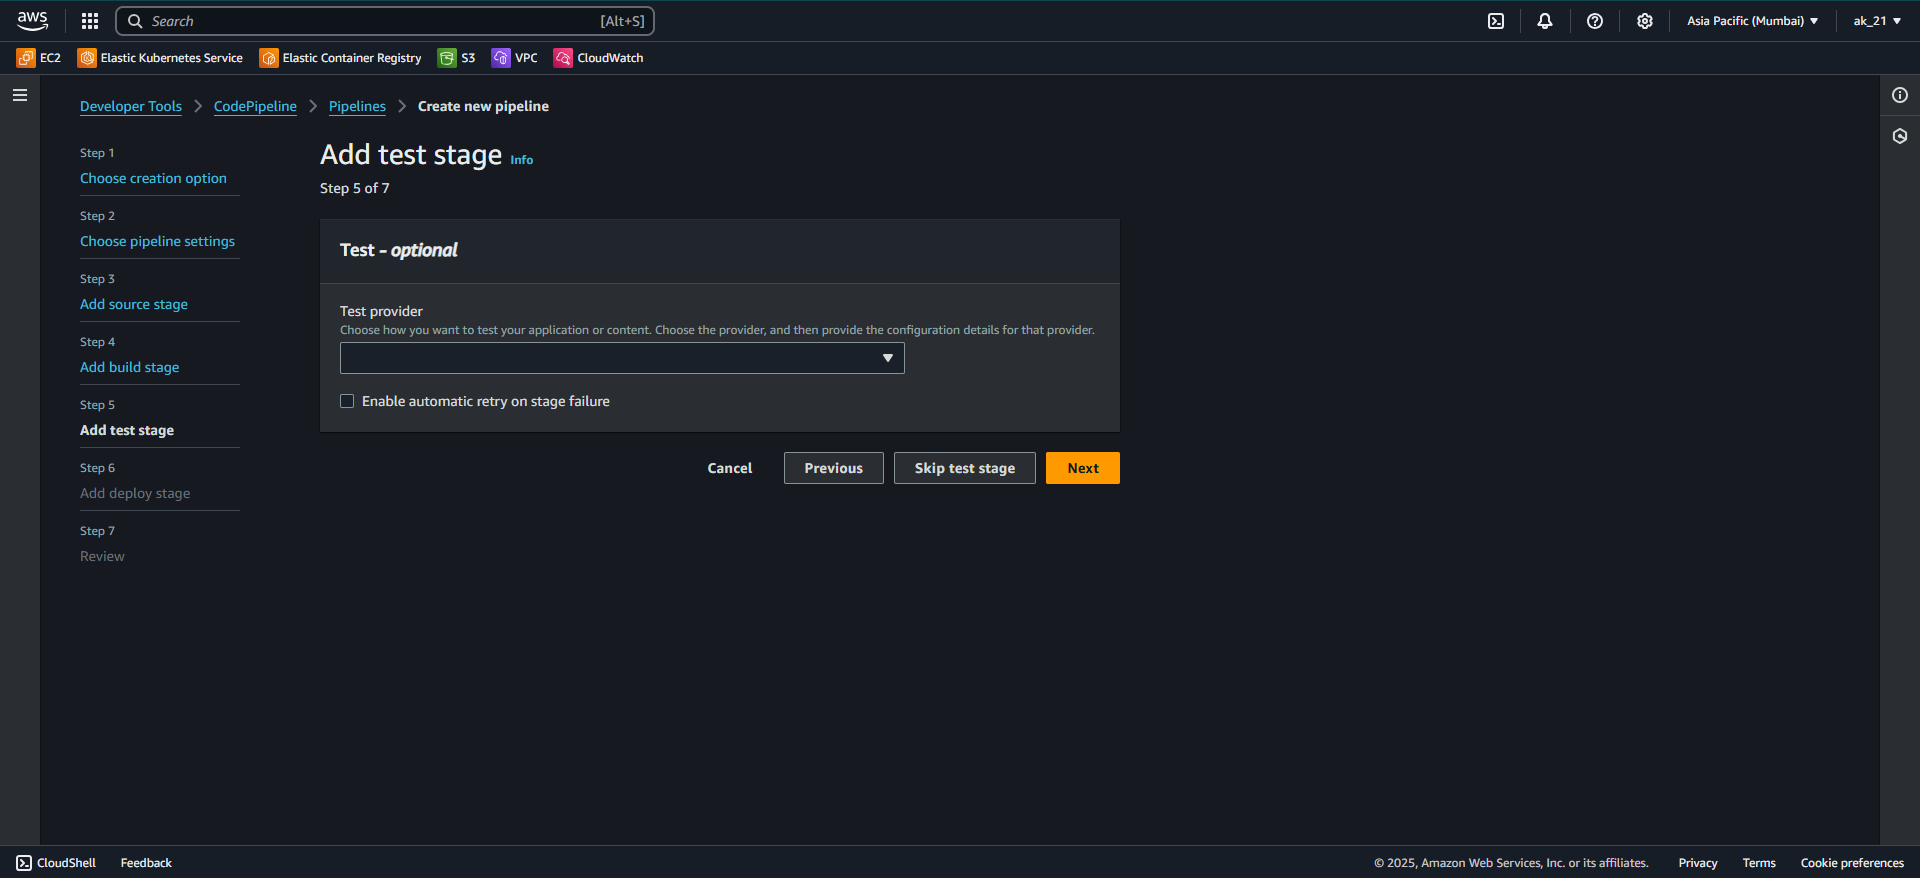 aws
Search [Alt+S]
Asia Pacific (Mumbai) ak_21
EC2 Elastic Kubernetes Service Elastic Container Registry S3 VPC CloudWatch
Developer Tools CodePipeline Pipelines Create new pipeline
Step 1
Choose creation option
Step 2
Choose pipeline settings
Step 3
Add source stage
Step 4
Add build stage
Step 5
Add test stage
Step 6
Add deploy stage
Step 7
Review
Add test stage Info
Step 5 of 7
Test - optional
Test provider
Choose how you want to test your application or content. Choose the provider, and then provide the configuration details for that provider.
Enable automatic retry on stage failure
Cancel Previous Skip test stage Next
CloudShell Feedback
© 2025, Amazon Web Services, Inc. or its affiliates. Privacy Terms Cookie preferences